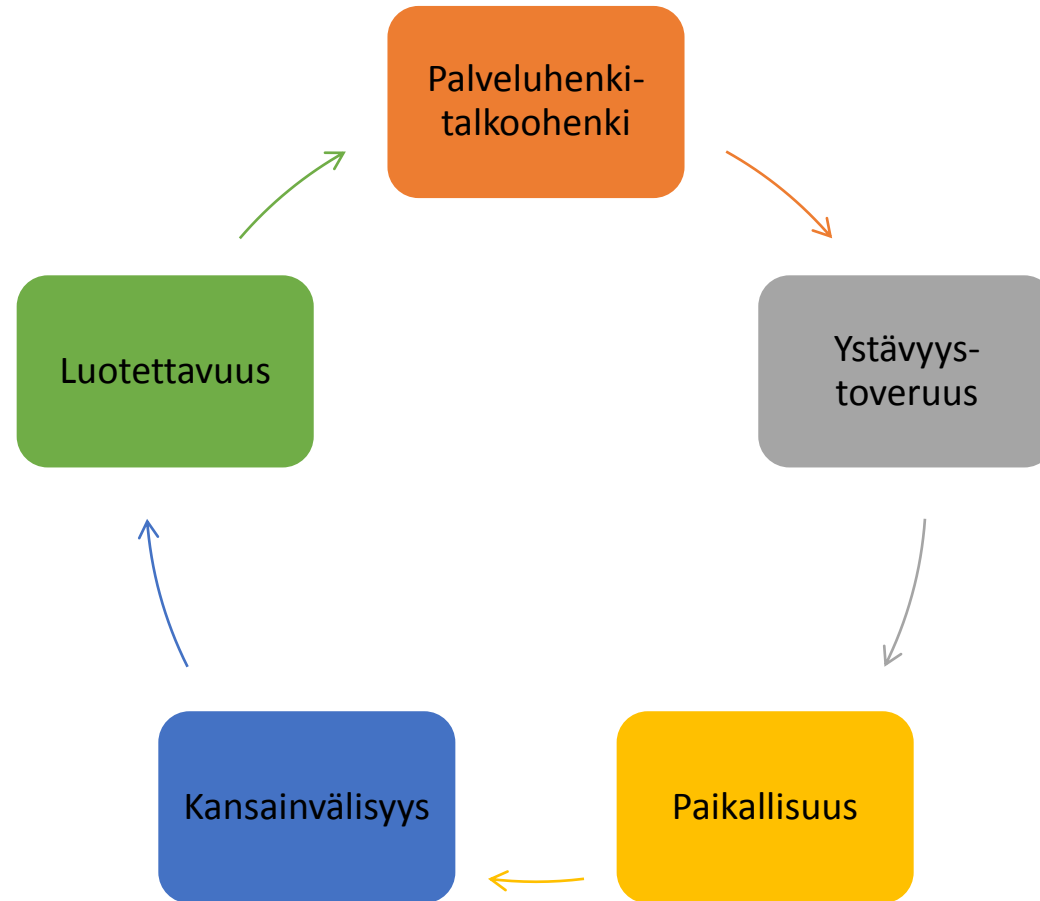 Palveluhenki-
talkoohenki
Ystävyys-
toveruus
Paikallisuus
Kansainvälisyys
Luotettavuus